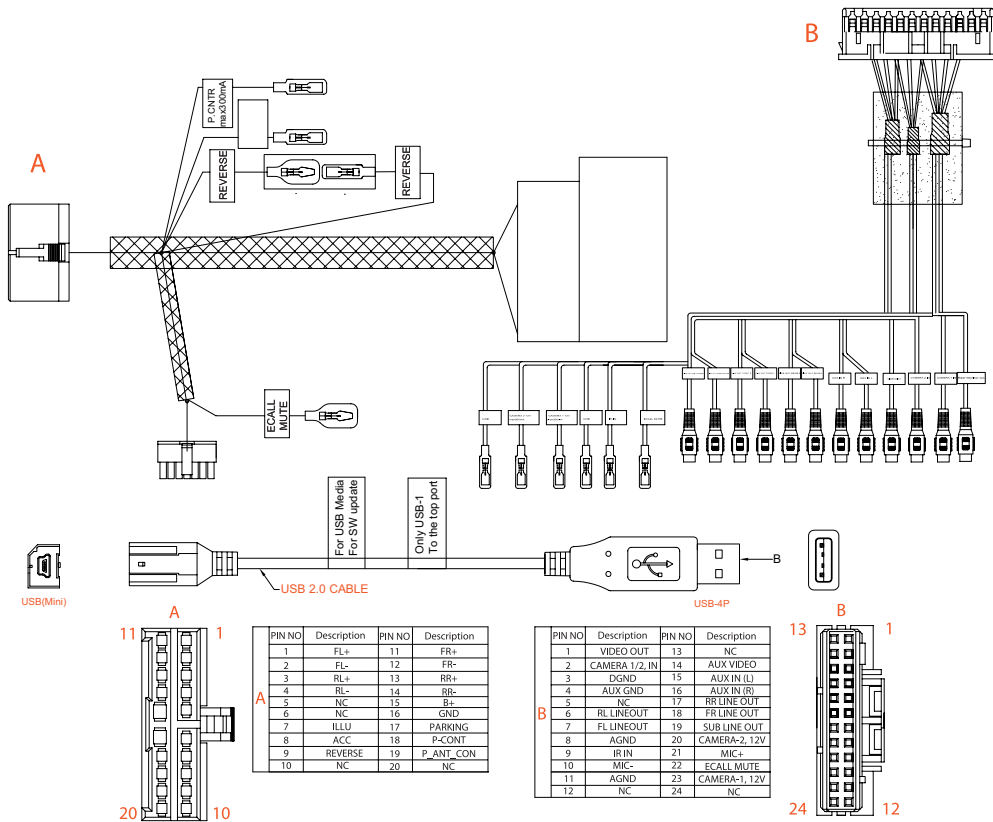 B
A
P.CNTR
max300mA
REVERSE
REVERSE
ECALL
MUTE
For USB Media
For SW update
Only USB-1
To the top port
USB(Mini)
USB 2.0 CABLE
B
USB-4P
A
11
1
20
10
A
PIN NO Description PIN NO Description
1 FL+ 11 FR+
2 FL- 12 FR-
3 RL+ 13 RR+
4 RL- 14 RR-
5 NC 15 B+
6 NC 16 GND
7 ILLU 17 PARKING
8 ACC 18 P-CONT
9 REVERSE 19 P_ANT_CON
10 NC 20 NC
B
PIN NO Description PIN NO Description
1 VIDEO OUT 13 NC
2 CAMERA 1/2, IN 14 AUX VIDEO
3 DGND 15 AUX IN (L)
4 AUX GND 16 AUX IN (R)
5 NC 17 RR LINE OUT
6 RL LINEOUT 18 FR LINE OUT
7 FL LINEOUT 19 SUB LINE OUT
8 AGND 20 CAMERA-2, 12V
9 IR IN 21 MIC+
10 MIC- 22 ECALL MUTE
11 AGND 23 CAMERA-1, 12V
12 NC 24 NC
B
13
1
24
12